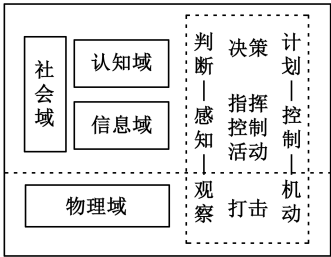 社会域
认知域
信息域
物理域
判断—感知—观察
决策
指挥
控制
活动
打击
计划—控制—机动